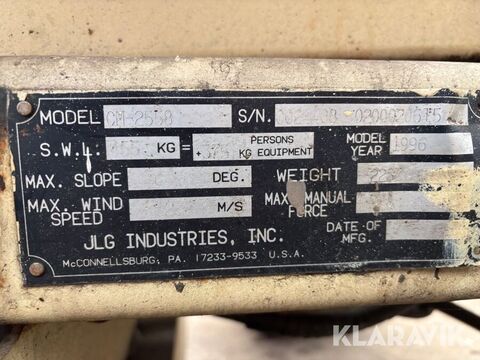 MODEL CM-2558 S/N.
S.W.L. KG= PERSONS
+ KG EQUIPMENT
MODEL YEAR 1996
MAX. SLOPE DEG. WEIGHT
MAX. WIND SPEED M/S
MAX. MANUAL FORCE
DATE OF MFG.
JLG INDUSTRIES, INC.
McCONNELLSBURG, PA. 17233-9533 U.S.A.
KLARAVIK